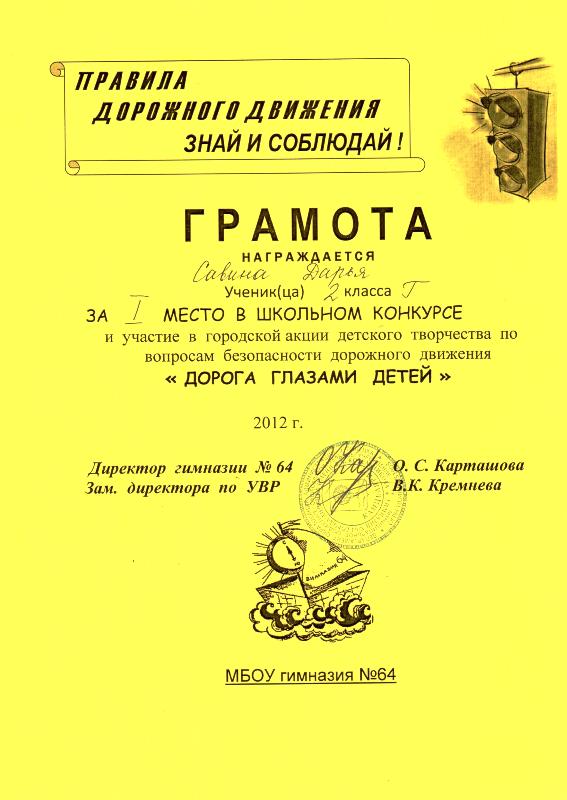 ПРАВИЛА
ДОРОЖНОГО ДВИЖЕНИЯ
ЗНАЙ И СОБЛЮДАЙ !
ГРАМОТА
НАГРАЖДАЕТСЯ
Савина Дарья
Ученик(ца) 2 класса Г
ЗА I МЕСТО В ШКОЛЬНОМ КОНКУРСЕ
и участие в городской акции детского творчества по
вопросам безопасности дорожного движения
« ДОРОГА ГЛАЗАМИ ДЕТЕЙ »
2012 г.
Директор гимназии № 64 О. С. Карташова
Зам. директора по УВР В.К. Кремнева
ГИМНАЗИЯ 64
МБОУ гимназия №64